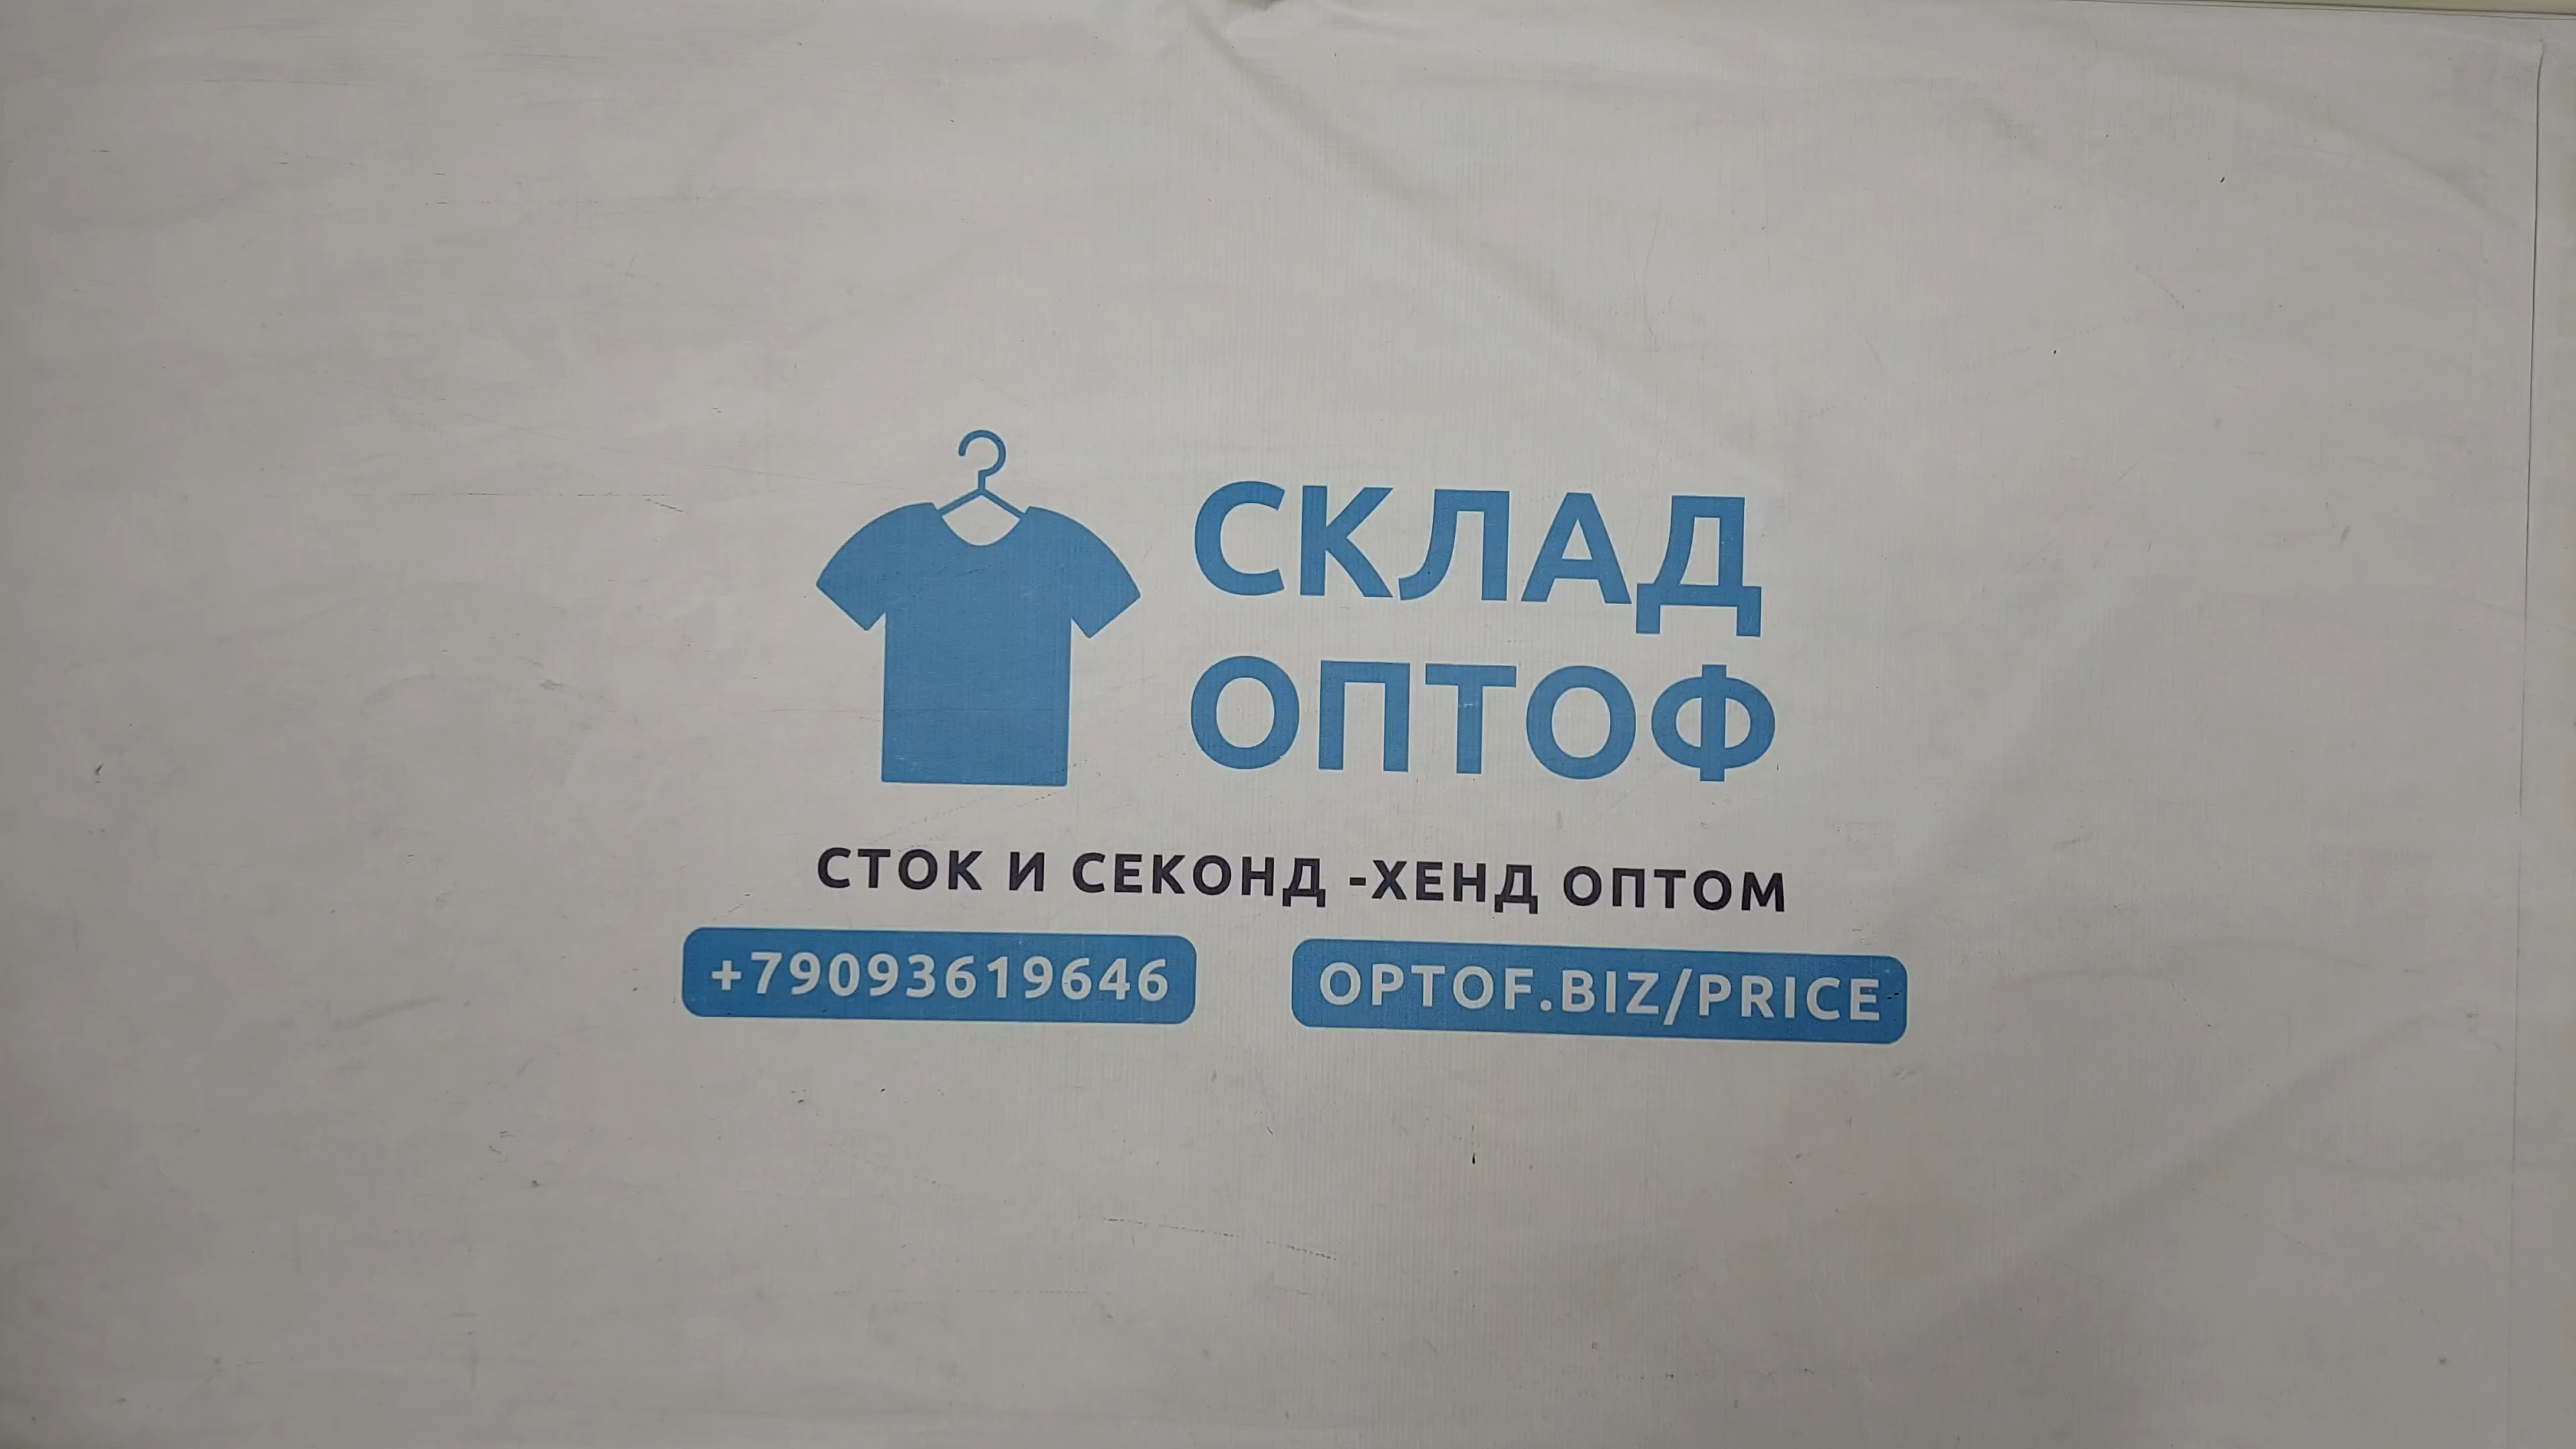 СКЛАД
ОПТОФ
СТОК И СЕКОНД -ХЕНД ОПТОМ
+79093619646
OPTOF.BIZ/PRICE